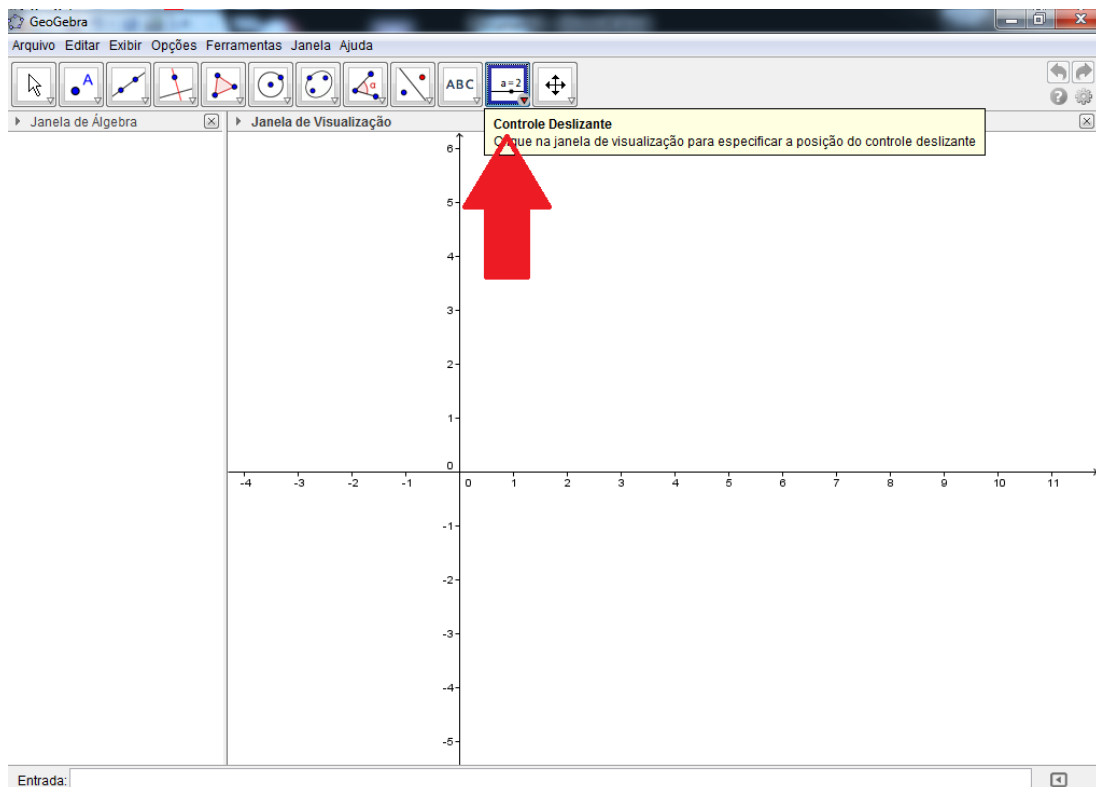 GeoGebra
Arquivo Editar Exibir Opções Ferramentas Janela Ajuda
A
α
ABC
a=2
Janela de Álgebra
Janela de Visualização
Controle Deslizante
na janela de visualização para especificar a posição do controle deslizante
6
5
4
3
2
1
0
-4 -3 -2 -1 0 1 2 3 4 5 6 7 8 9 10 11
-1
-2
-3
-4
-5
Entrada: